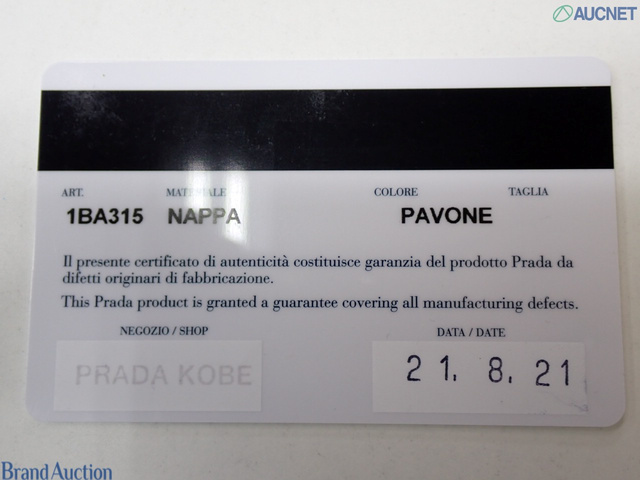 AUCNET
ART. MATERIALE COLORE TAGLIA
1BA315 NAPPA PAVONE
Il presente certificato di autenticità costituisce garanzia del prodotto Prada da
difetti originari di fabbricazione.
This Prada product is granted a guarantee covering all manufacturing defects.
NEGOZIO / SHOP DATA / DATE
PRADA KOBE 21. 8. 21
Brand Auction